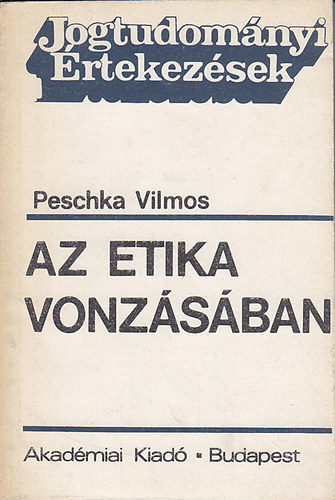 Jogtudományi
Értekezések
Peschka Vilmos
AZ ETIKA
VONZÁSÁBAN
Akadémiai Kiadó ▪ Budapest